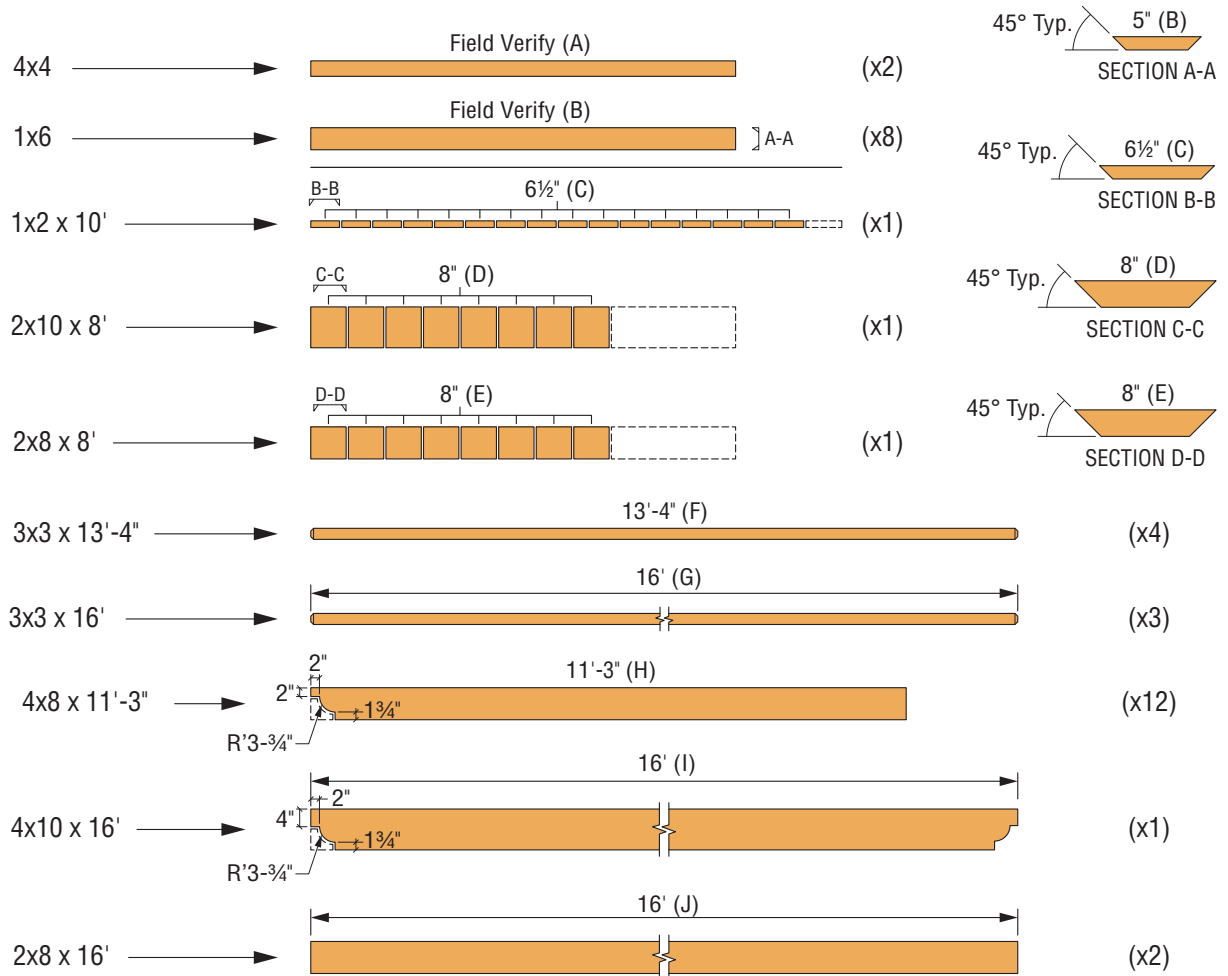 4x4
Field Verify (A)
(x2)
45° Typ.
5" (B)
SECTION A-A
1x6
Field Verify (B)
A-A
(x8)
45° Typ.
6½" (C)
SECTION B-B
1x2 x 10'
B-B
6½" (C)
(x1)
2x10 x 8'
C-C
8" (D)
(x1)
45° Typ.
8" (D)
SECTION C-C
2x8 x 8'
D-D
8" (E)
(x1)
45° Typ.
8" (E)
SECTION D-D
3x3 x 13'-4"
13'-4" (F)
(x4)
3x3 x 16'
16' (G)
(x3)
4x8 x 11'-3"
2"
2"
11'-3" (H)
1¾"
R'3-¾"
(x12)
4x10 x 16'
16' (I)
2"
4"
1¾"
R'3-¾"
(x1)
2x8 x 16'
16' (J)
(x2)